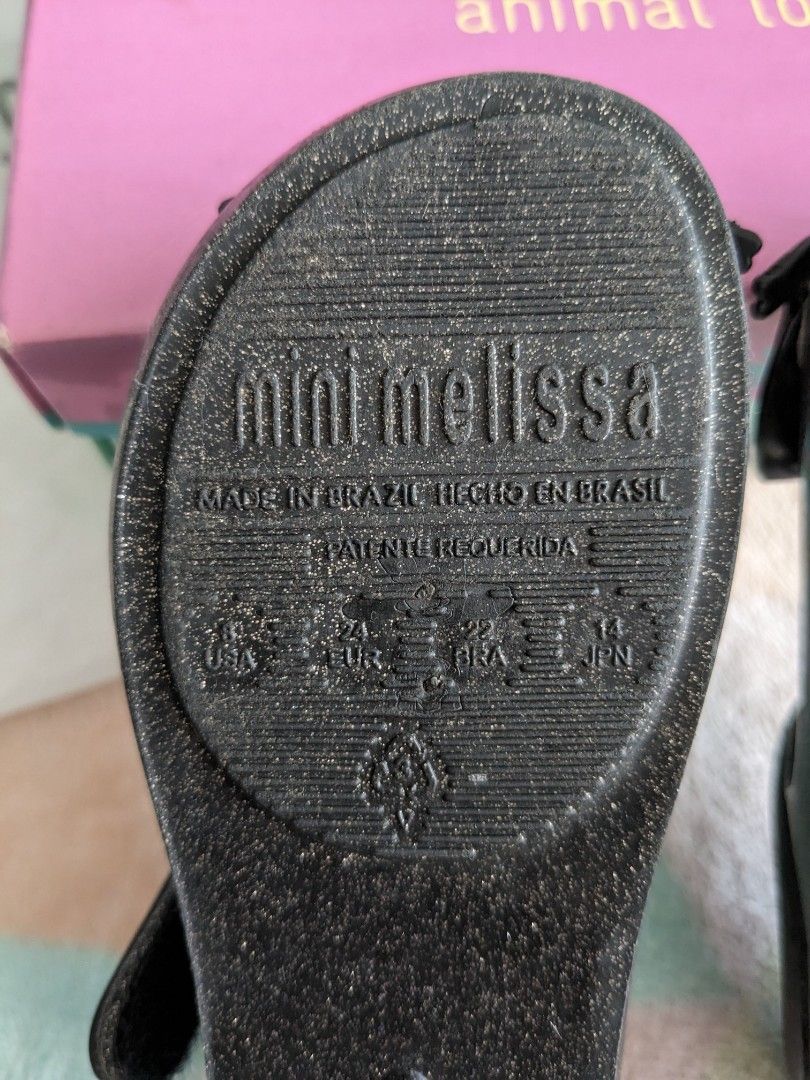 animal to
mini melissa
MADE IN BRAZIL HECHO EN BRASIL
PATENTE REQUERIDA
8 24 22 14
USA EUR BRA JPN